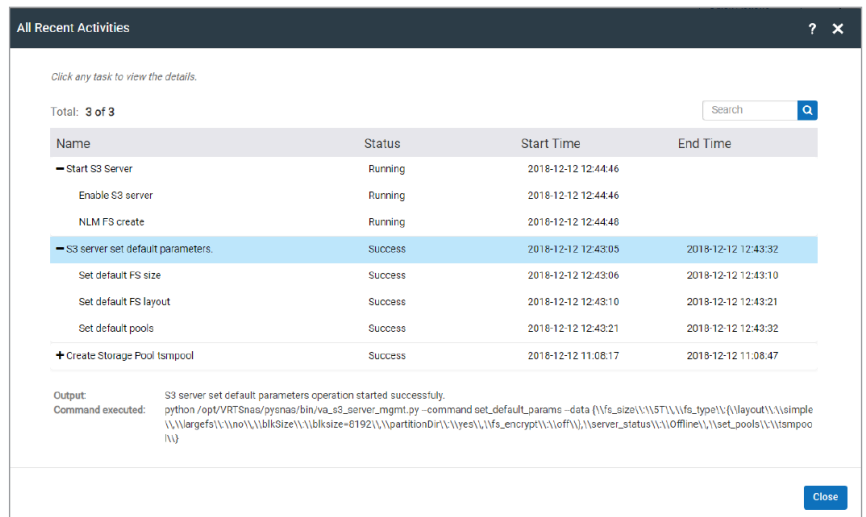 All Recent Activities ? ✕
Click any task to view the details.
Total: 3 of 3 Search
Name Status Start Time End Time
Start S3 Server Running 2018-12-12 12:44:46
Enable S3 server Running 2018-12-12 12:44:46
NLM FS create Running 2018-12-12 12:44:48
S3 server set default parameters. Success 2018-12-12 12:43:05 2018-12-12 12:43:32
Set default FS size Success 2018-12-12 12:43:06 2018-12-12 12:43:10
Set default FS layout Success 2018-12-12 12:43:10 2018-12-12 12:43:21
Set default pools Success 2018-12-12 12:43:21 2018-12-12 12:43:32
Create Storage Pool tsmpool Success 2018-12-12 11:08:17 2018-12-12 11:08:47
Output: S3 server set default parameters operation started successfuly.
Command executed: python /opt/VRTSnas/pysnas/bin/va_s3_server_mgmt.py --command set_default_params --data {\\fs_size\\:\\5T\\,\\fs_type\\:{\\layout\\:\\simple
\\,\\largefs\\:\\no\\,\\blkSize\\:\\blksize=8192\\,\\partitionDir\\:\\yes\\,\\fs_encrypt\\:\\off\\},\\server_status\\:\\Offline\\,\\set_pools\\:\\tsmpoo
l\\}
Close